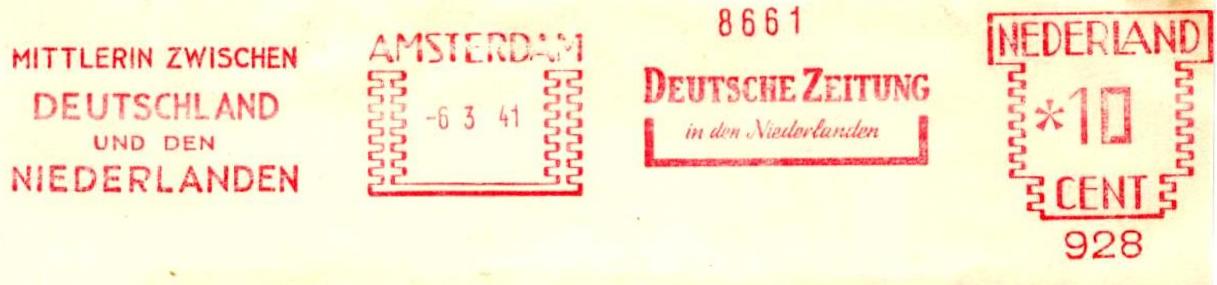 MITTLERIN ZWISCHEN
DEUTSCHLAND
UND DEN
NIEDERLANDEN
AMSTERDAM
-6 3 41
8661
DEUTSCHE ZEITUNG
in den Niederlanden
NEDERLAND
*10
CENT
928